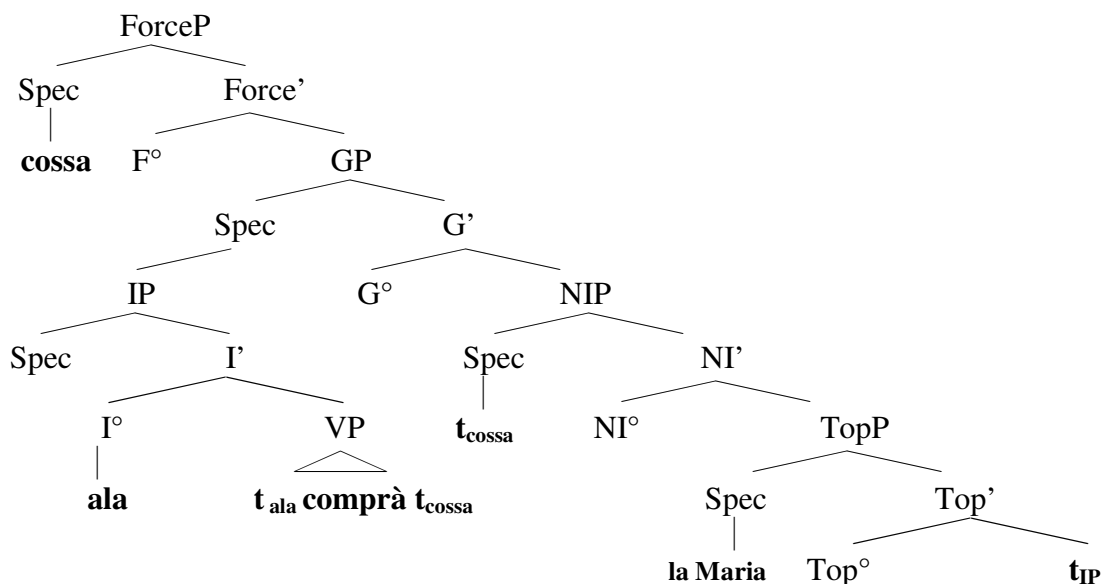 ForceP
Spec Force’
cossa F° GP
Spec G’
IP G° NIP
Spec I’ Spec NI’
I° VP t cossa NI° TopP
ala t ala comprà t cossa Spec Top’
la Maria Top° t IP